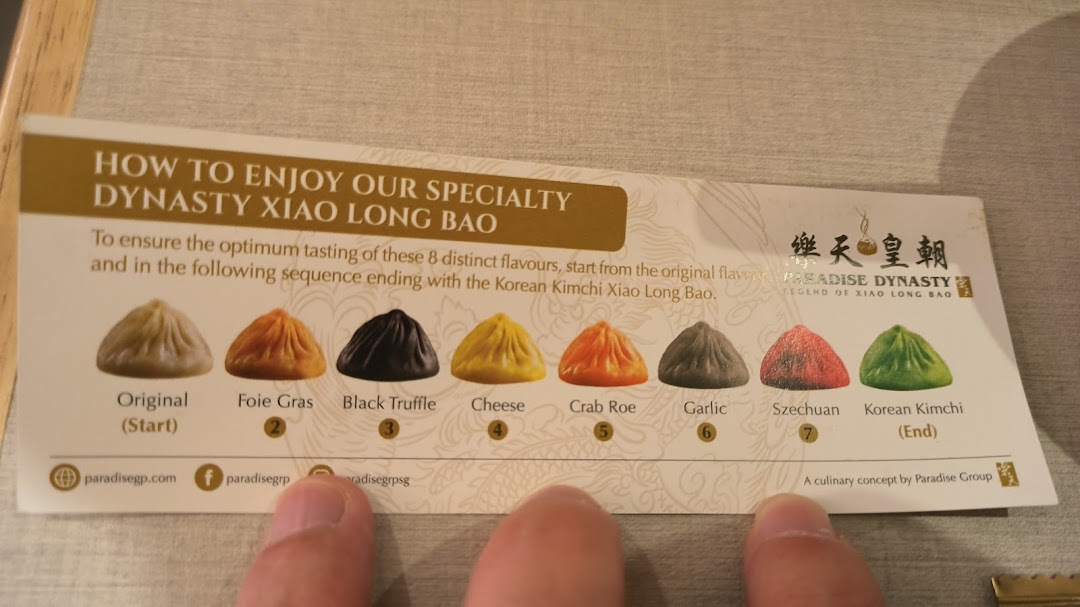 HOW TO ENJOY OUR SPECIALTY
DYNASTY XIAO LONG BAO
To ensure the optimum tasting of these 8 distinct flavours, start from the original flavour
and in the following sequence ending with the Korean Kimchi Xiao Long Bao.
樂天皇朝
PARADISE DYNASTY
LEGEND OF XIAO LONG BAO
Original Foie Gras Black Truffle Cheese Crab Roe Garlic Szechuan Korean Kimchi
(Start) 2 3 4 5 6 7 (End)
paradisegp.com paradisegrp paradisegrpsg
A culinary concept by Paradise Group